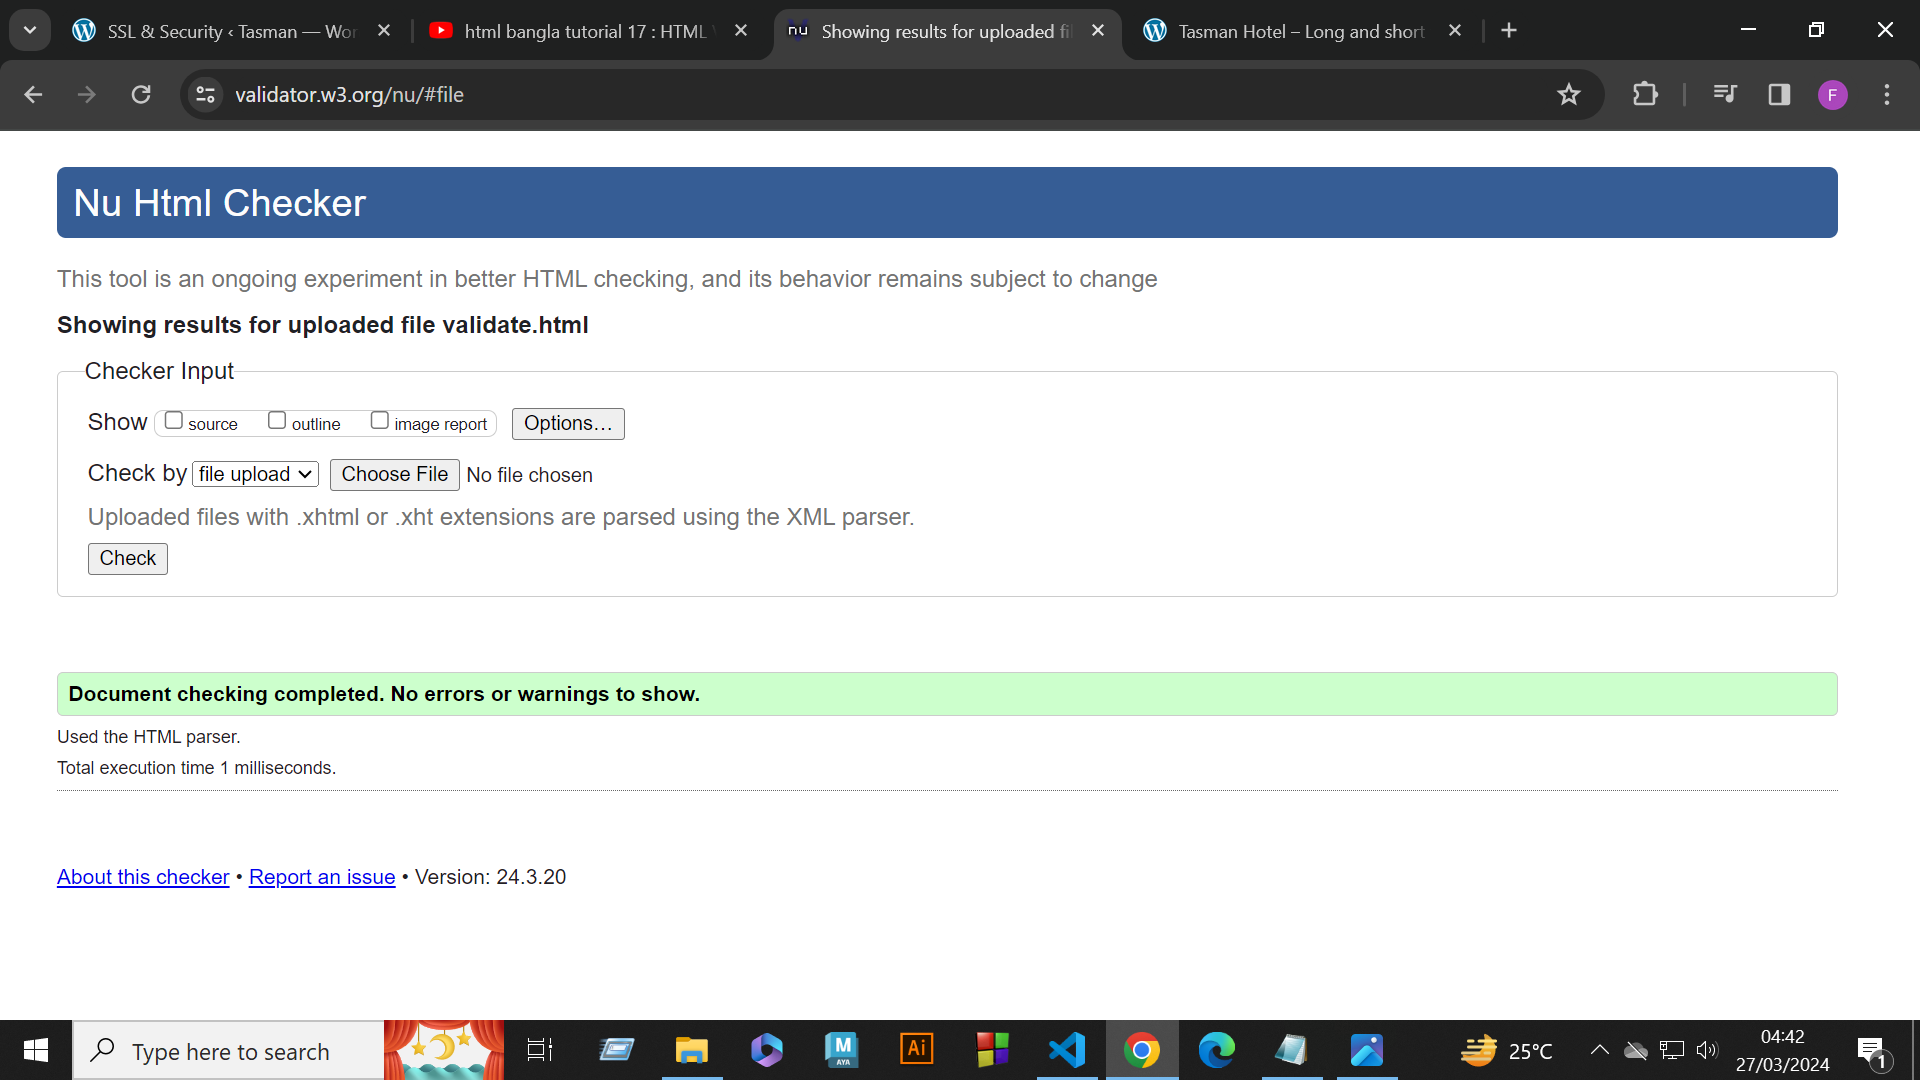 SSL & Security ‹ Tasman — Wor
html bangla tutorial 17 : HTML V
nu
Showing results for uploaded fil
Tasman Hotel – Long and short
validator.w3.org/nu/#file
F
Nu Html Checker
This tool is an ongoing experiment in better HTML checking, and its behavior remains subject to change
Showing results for uploaded file validate.html
Checker Input
Show source outline image report Options…
Check by file upload Choose File No file chosen
Uploaded files with .xhtml or .xht extensions are parsed using the XML parser.
Check
Document checking completed. No errors or warnings to show.
Used the HTML parser.
Total execution time 1 milliseconds.
About this checker • Report an issue • Version: 24.3.20
Type here to search
M
AYA
Ai
25°C
04:42
27/03/2024
1